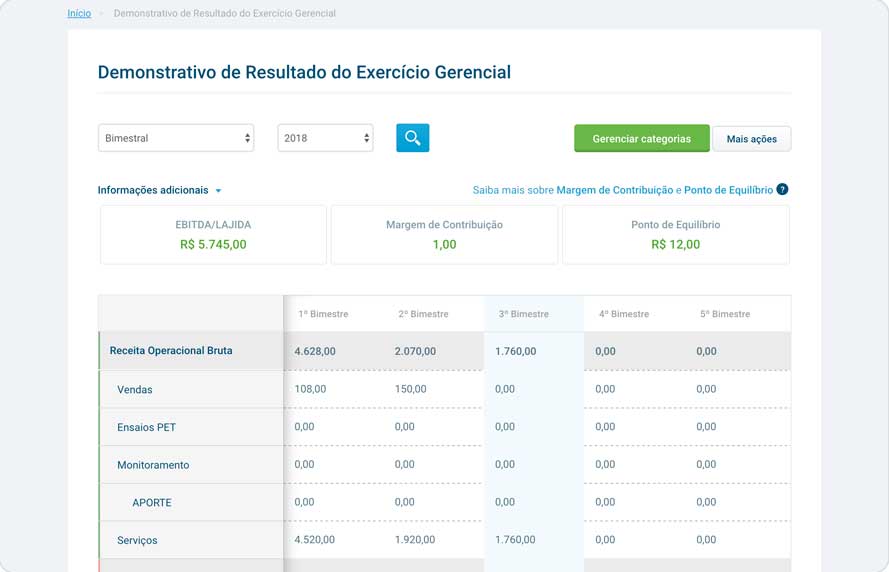 Início Demonstrativo de Resultado do Exercício Gerencial
Demonstrativo de Resultado do Exercício Gerencial
Bimestral 2018 Gerenciar categorias Mais ações
Informações adicionais Saiba mais sobre Margem de Contribuição e Ponto de Equilíbrio ?
EBITDA/LAJIDA Margem de Contribuição Ponto de Equilíbrio
R$ 5.745,00 1,00 R$ 12,00
1º Bimestre 2º Bimestre 3º Bimestre 4º Bimestre 5º Bimestre
Receita Operacional Bruta 4.628,00 2.070,00 1.760,00 0,00 0,00
Vendas 108,00 150,00 0,00 0,00 0,00
Ensaios PET 0,00 0,00 0,00 0,00 0,00
Monitoramento 0,00 0,00 0,00 0,00 0,00
APORTE 0,00 0,00 0,00 0,00 0,00
Serviços 4.520,00 1.920,00 1.760,00 0,00 0,00